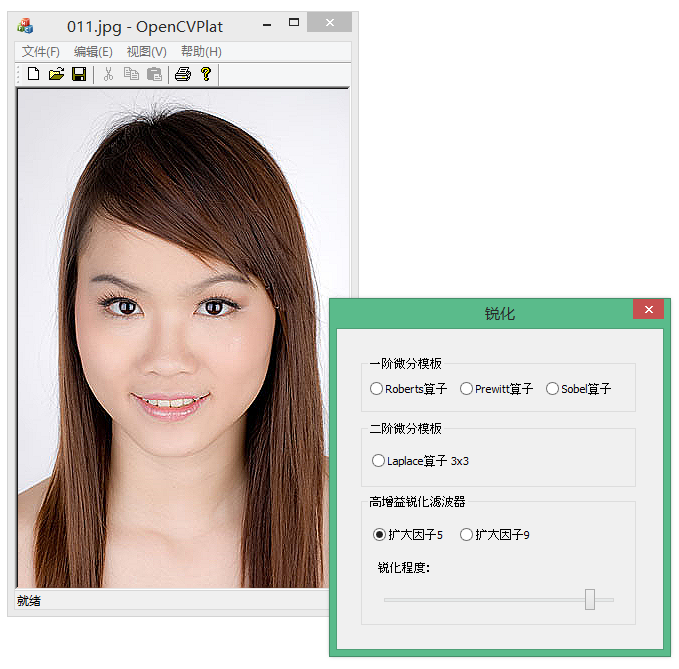 011.jpg - OpenCVPlat
文件(F) 编辑(E) 视图(V) 帮助(H)
就绪
锐化
一阶微分模板
Roberts算子 Prewitt算子 Sobel算子
二阶微分模板
Laplace算子 3x3
高增益锐化滤波器
扩大因子5 扩大因子9
锐化程度: